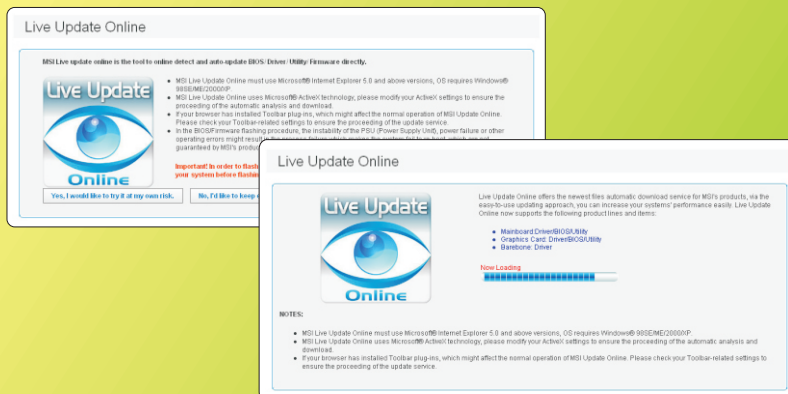 Live Update Online
MSI Live update online is the tool to online detect and auto-update BIOS/ Driver/ Utility/ Firmware directly.
Live Update
Online
MSI Live Update Online must use Microsoft® Internet Explorer 5.0 and above versions, OS requires Windows®
98SE/ME/2000/XP.
MSI Live Update Online uses Microsoft® ActiveX technology, please modify your ActiveX settings to ensure the
proceeding of the automatic analysis and download.
If your browser has installed Toolbar plug-ins, which might affect the normal operation of MSI Update Online.
Please check your Toolbar-related settings to ensure the proceeding of the update service.
In the BIOS/Firmware flashing procedure, the instability of the PSU (Power Supply Unit), power failure or other
operating errors might result in
guaranteed by MSI's
Important! In order to flash
your system before flashing
Yes, I would like to try it at my own risk.
No, I'd like to keep
Live Update Online
Live Update
Online
Live Update Online offers the newest files automatic download service for MSI's products, via the
easy-to-use updating approach, you can increase your systems' performance easily. Live Update
Online now supports the following product lines and items:
Mainboard:Driver/BIOS/Utility
Graphics Card: Driver/BIOS/Utility
Barebone: Driver
Now Loading
NOTES:
MSI Live Update Online must use Microsoft® Internet Explorer 5.0 and above versions, OS requires Windows® 98SE/ME/2000/XP.
MSI Live Update Online uses Microsoft® ActiveX technology, please modify your ActiveX settings to ensure the proceeding of the automatic analysis and
download.
If your browser has installed Toolbar plug-ins, which might affect the normal operation of MSI Update Online. Please check your Toolbar-related settings to
ensure the proceeding of the update service.